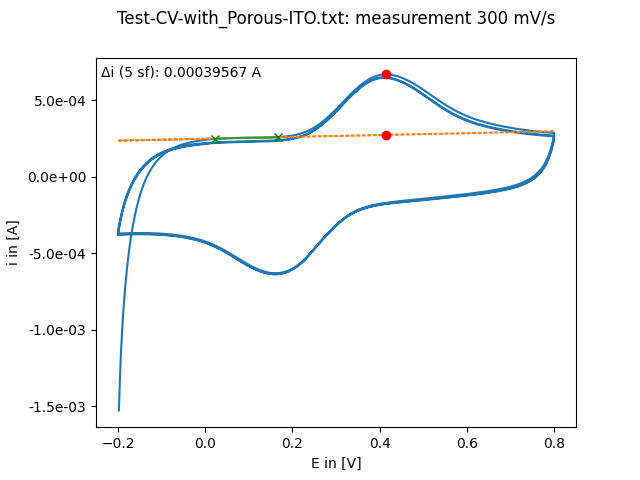 Test-CV-with_Porous-ITO.txt: measurement 300 mV/s
Δi (5 sf): 0.00039567 A
5.0e-04
0.0e+00
-5.0e-04
-1.0e-03
-1.5e-03
i in [A]
−0.2
0.0
0.2
0.4
0.6
0.8
E in [V]